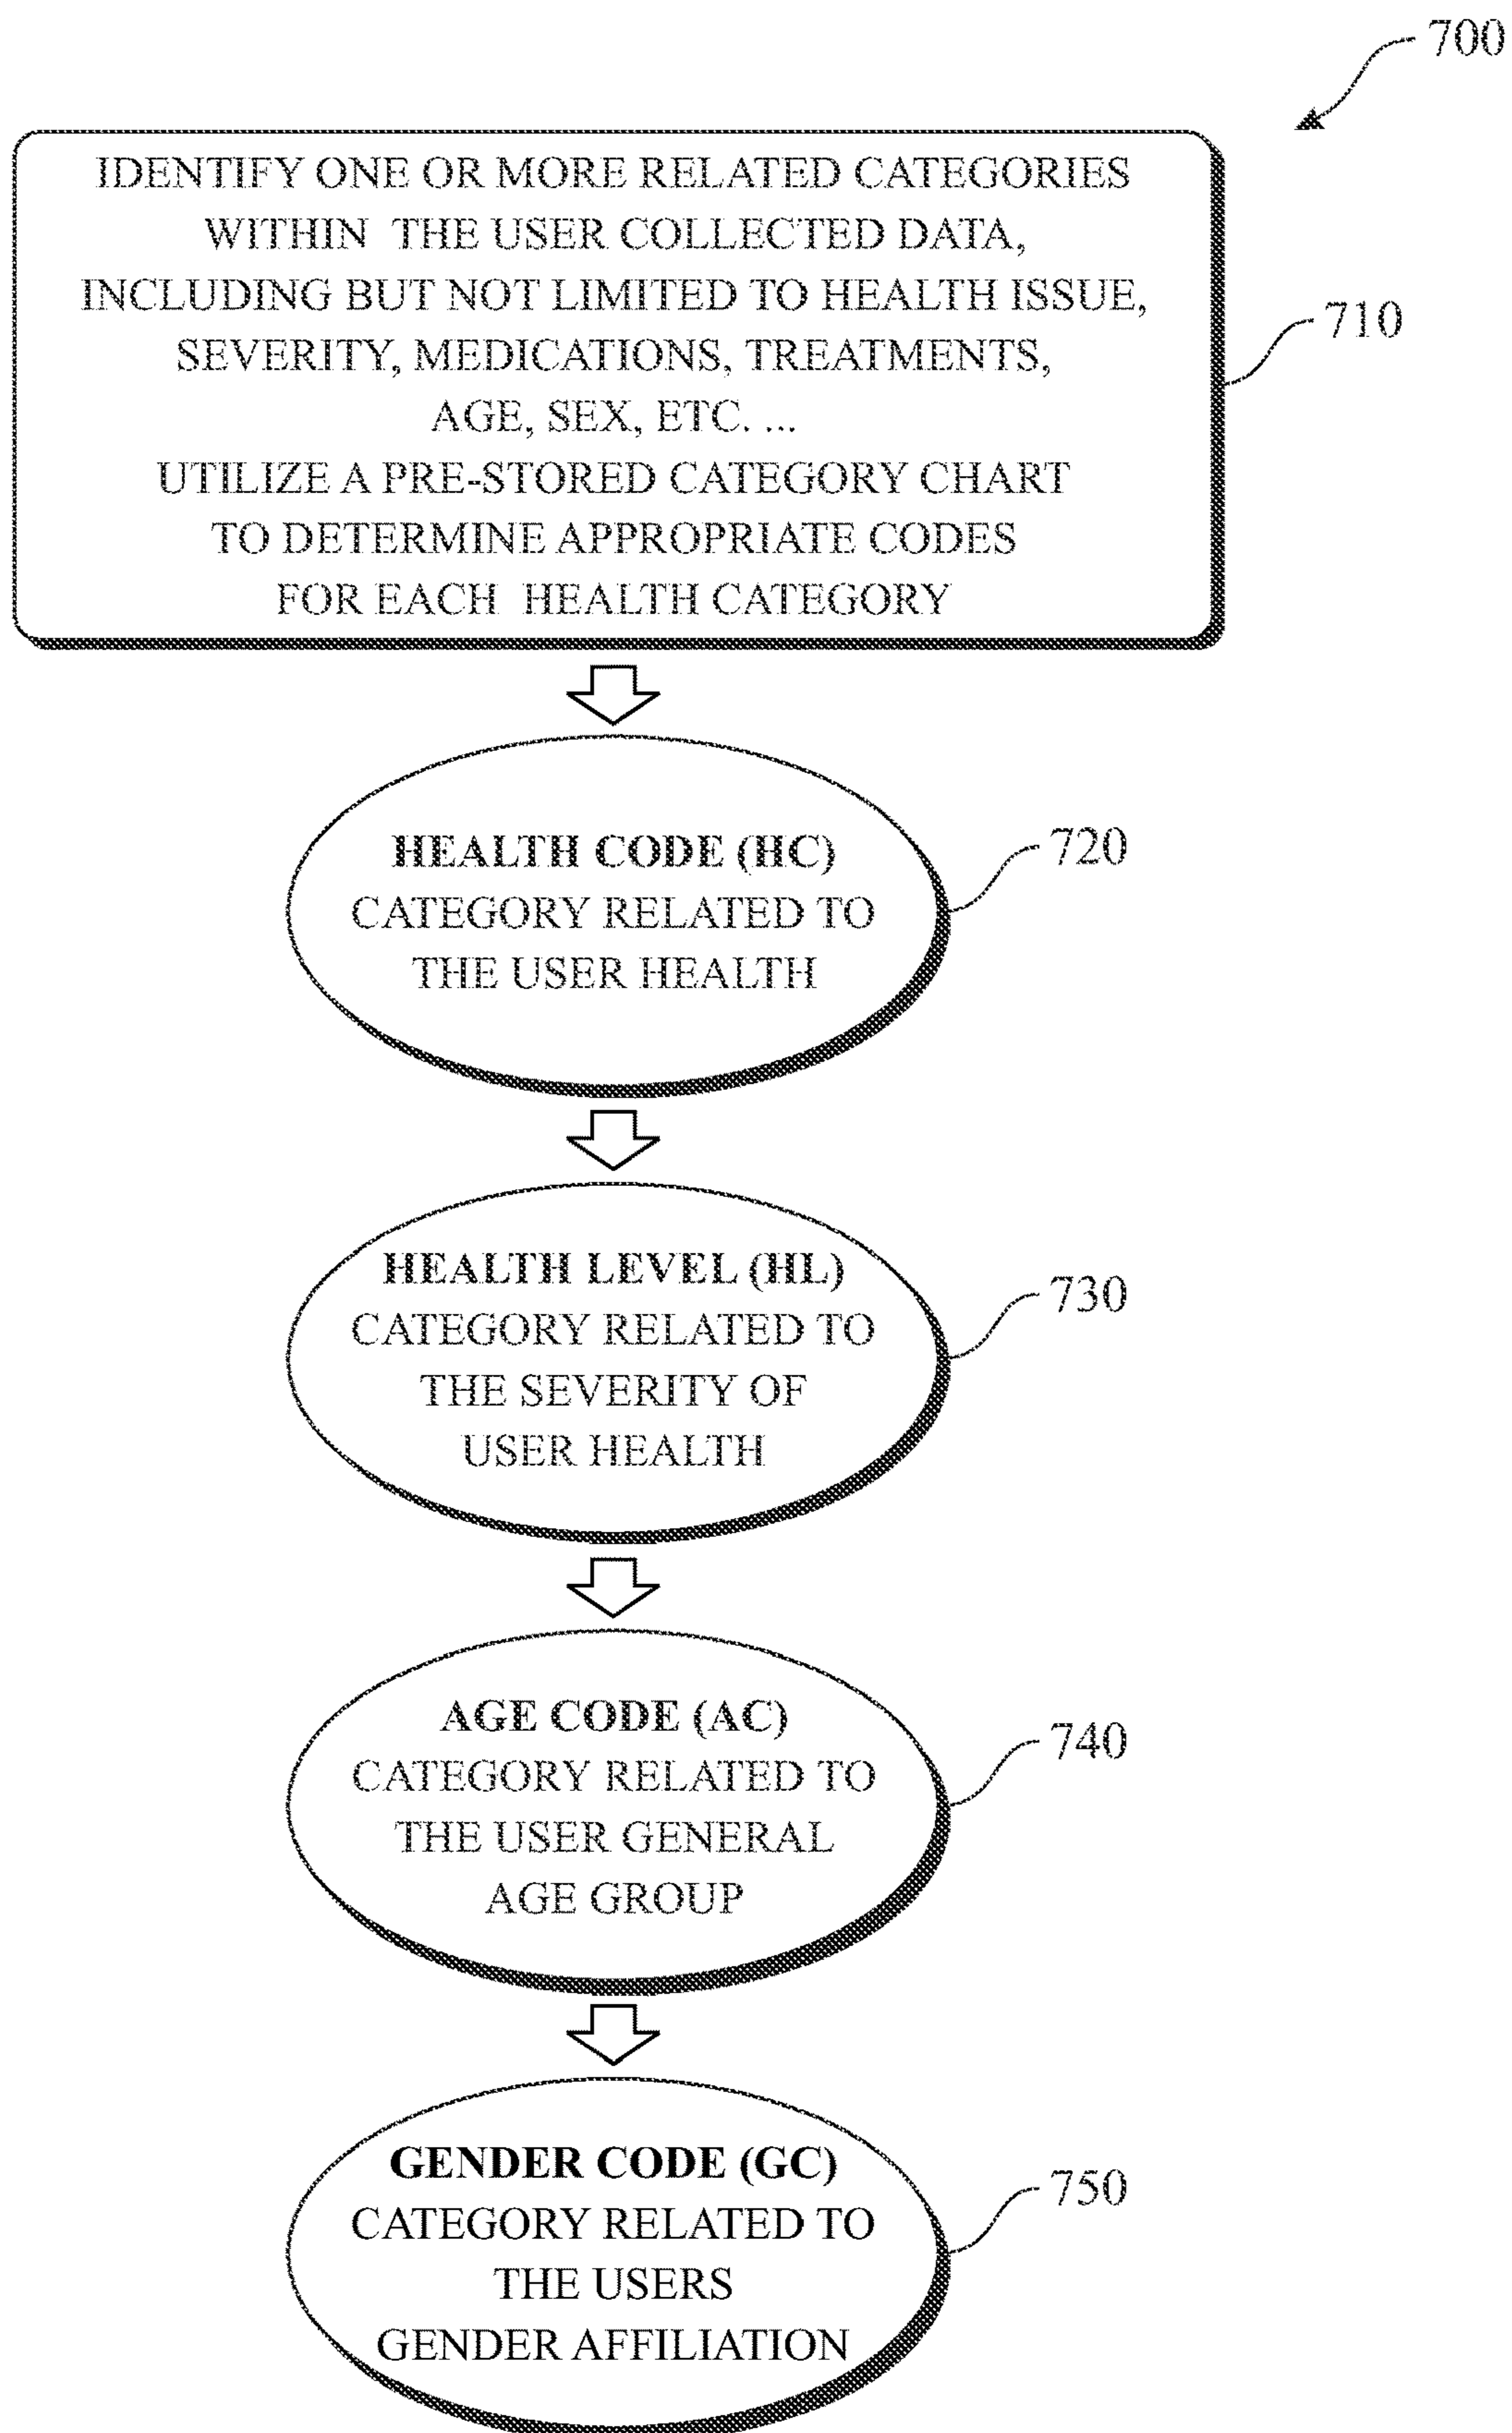 700
IDENTIFY ONE OR MORE RELATED CATEGORIES
WITHIN THE USER COLLECTED DATA,
INCLUDING BUT NOT LIMITED TO HEALTH ISSUE,
SEVERITY, MEDICATIONS, TREATMENTS,
AGE, SEX, ETC. ...
UTILIZE A PRE-STORED CATEGORY CHART
TO DETERMINE APPROPRIATE CODES
FOR EACH HEALTH CATEGORY
710
HEALTH CODE (HC)
CATEGORY RELATED TO
THE USER HEALTH
720
HEALTH LEVEL (HL)
CATEGORY RELATED TO
THE SEVERITY OF
USER HEALTH
730
AGE CODE (AC)
CATEGORY RELATED TO
THE USER GENERAL
AGE GROUP
740
GENDER CODE (GC)
CATEGORY RELATED TO
THE USERS
GENDER AFFILIATION
750